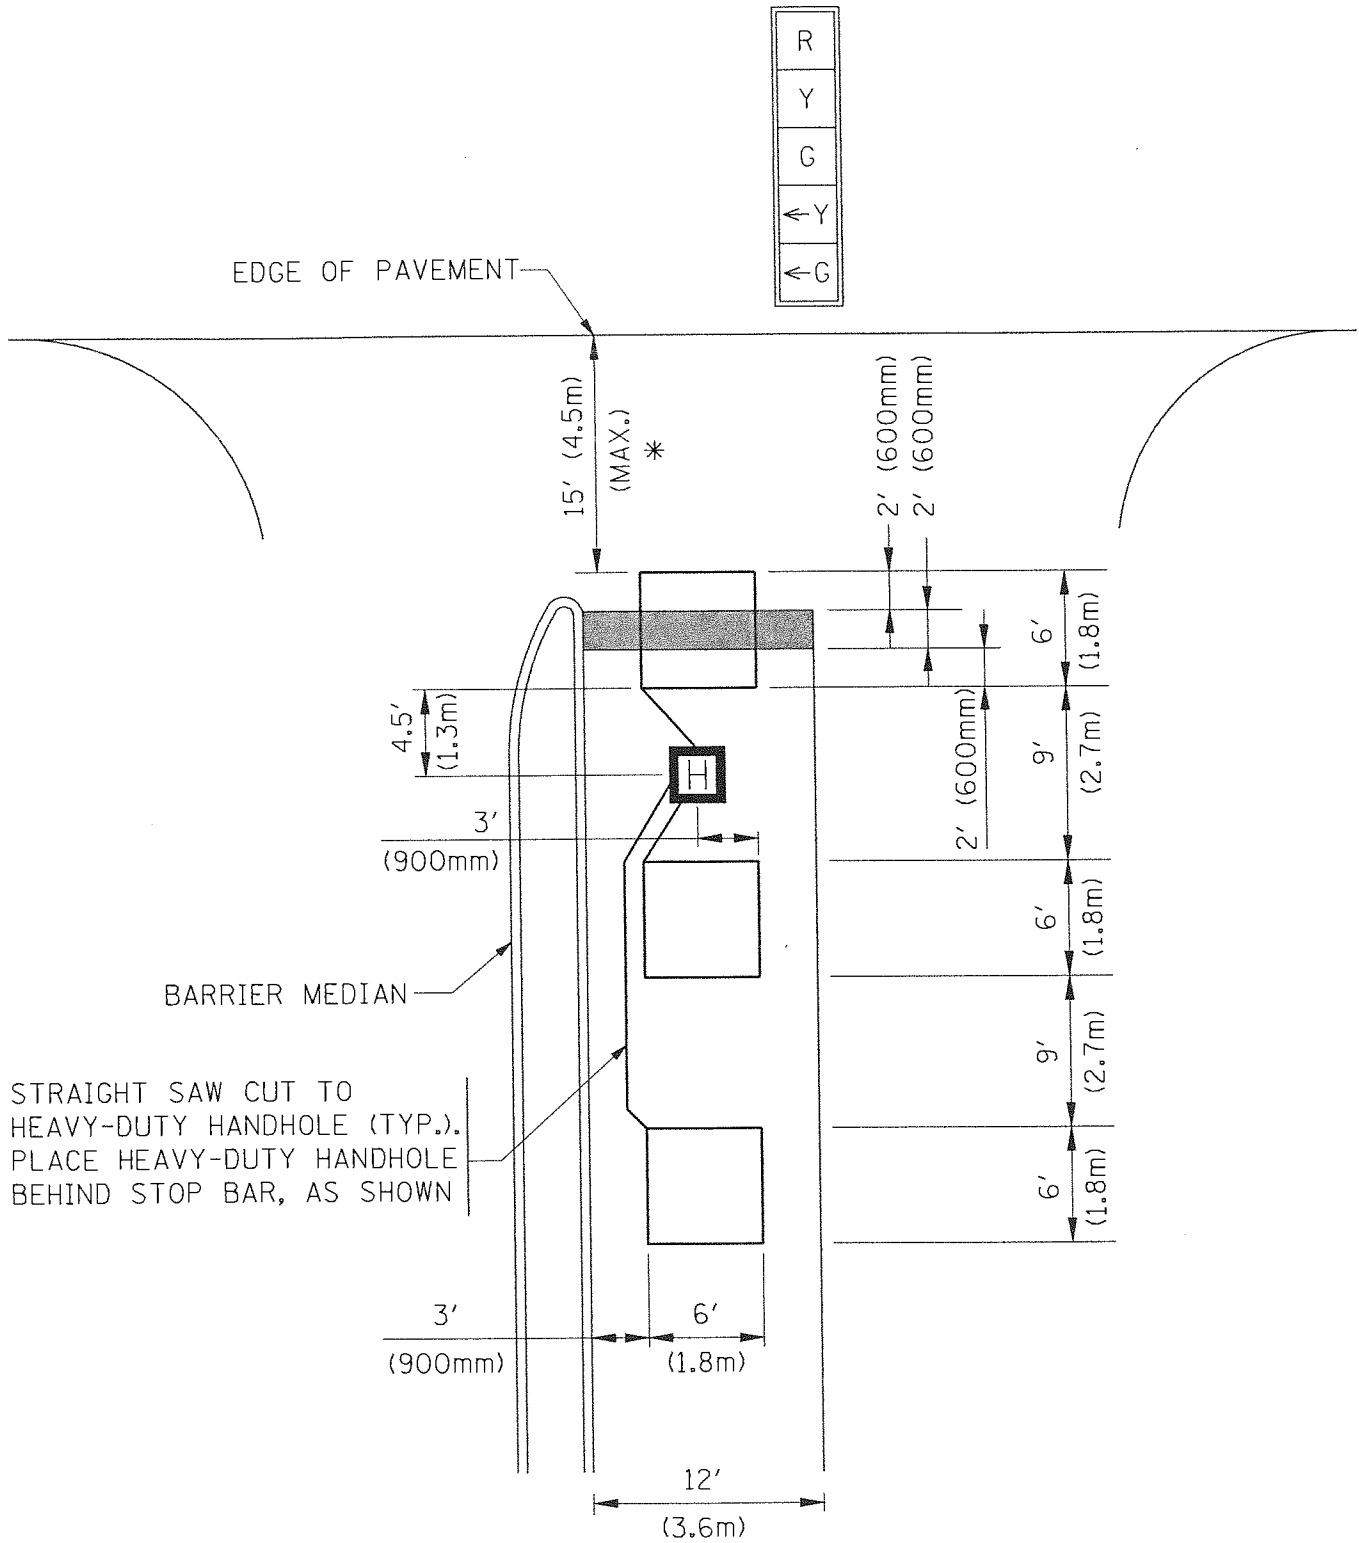 R
Y
G
←Y
←G
EDGE OF PAVEMENT
15' (4.5m)
(MAX.)
*
2' (600mm)
2' (600mm)
6'
(1.8m)
4.5'
(1.3m)
2' (600mm)
9'
(2.7m)
H
3'
(900mm)
6'
(1.8m)
BARRIER MEDIAN
9'
(2.7m)
STRAIGHT SAW CUT TO
HEAVY-DUTY HANDHOLE (TYP.).
PLACE HEAVY-DUTY HANDHOLE
BEHIND STOP BAR, AS SHOWN
6'
(1.8m)
3'
(900mm)
6'
(1.8m)
12'
(3.6m)